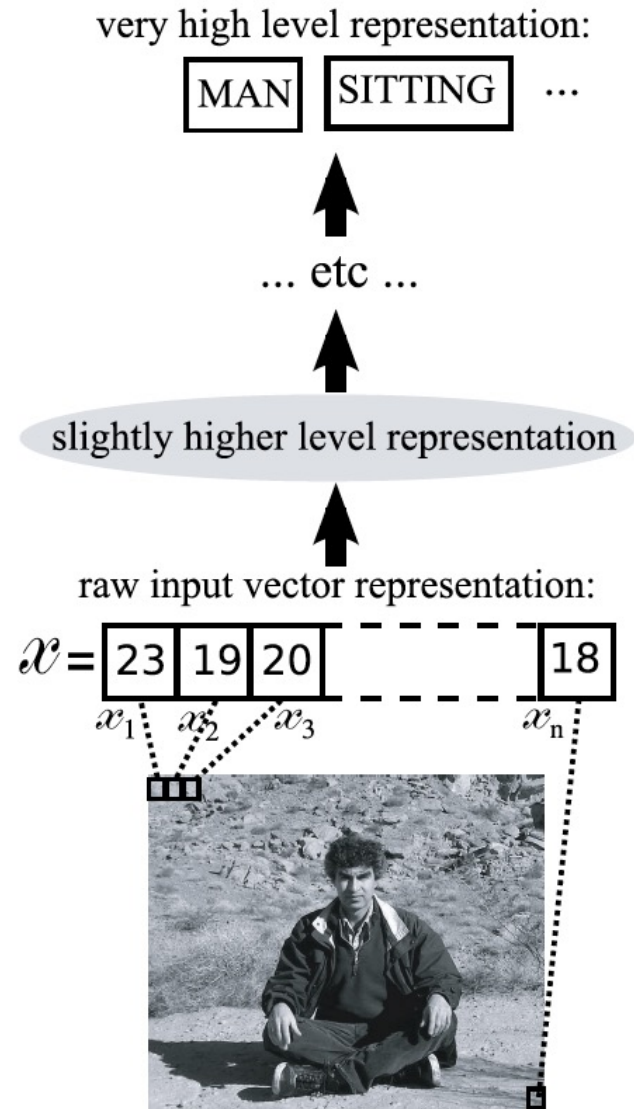 very high level representation:
MAN SITTING ...
... etc ...
slightly higher level representation
raw input vector representation:
x = 23 19 20 18
x1 x2 x3 xn